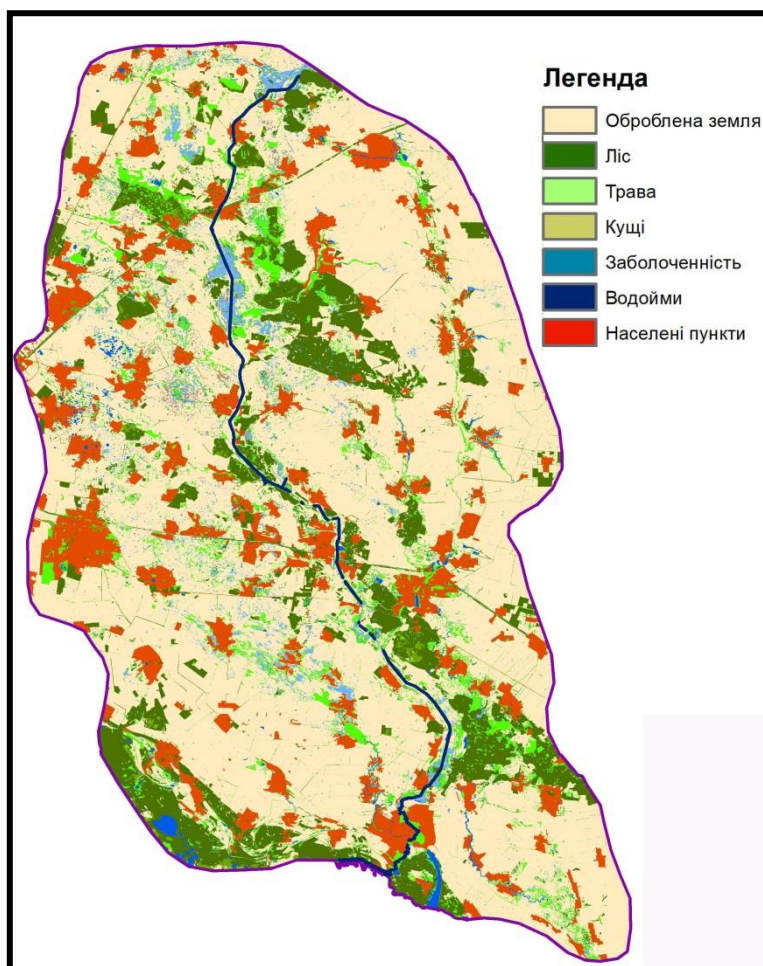 Легенда
Оброблена земля
Ліс
Трава
Кущі
Заболоченність
Водойми
Населені пункти